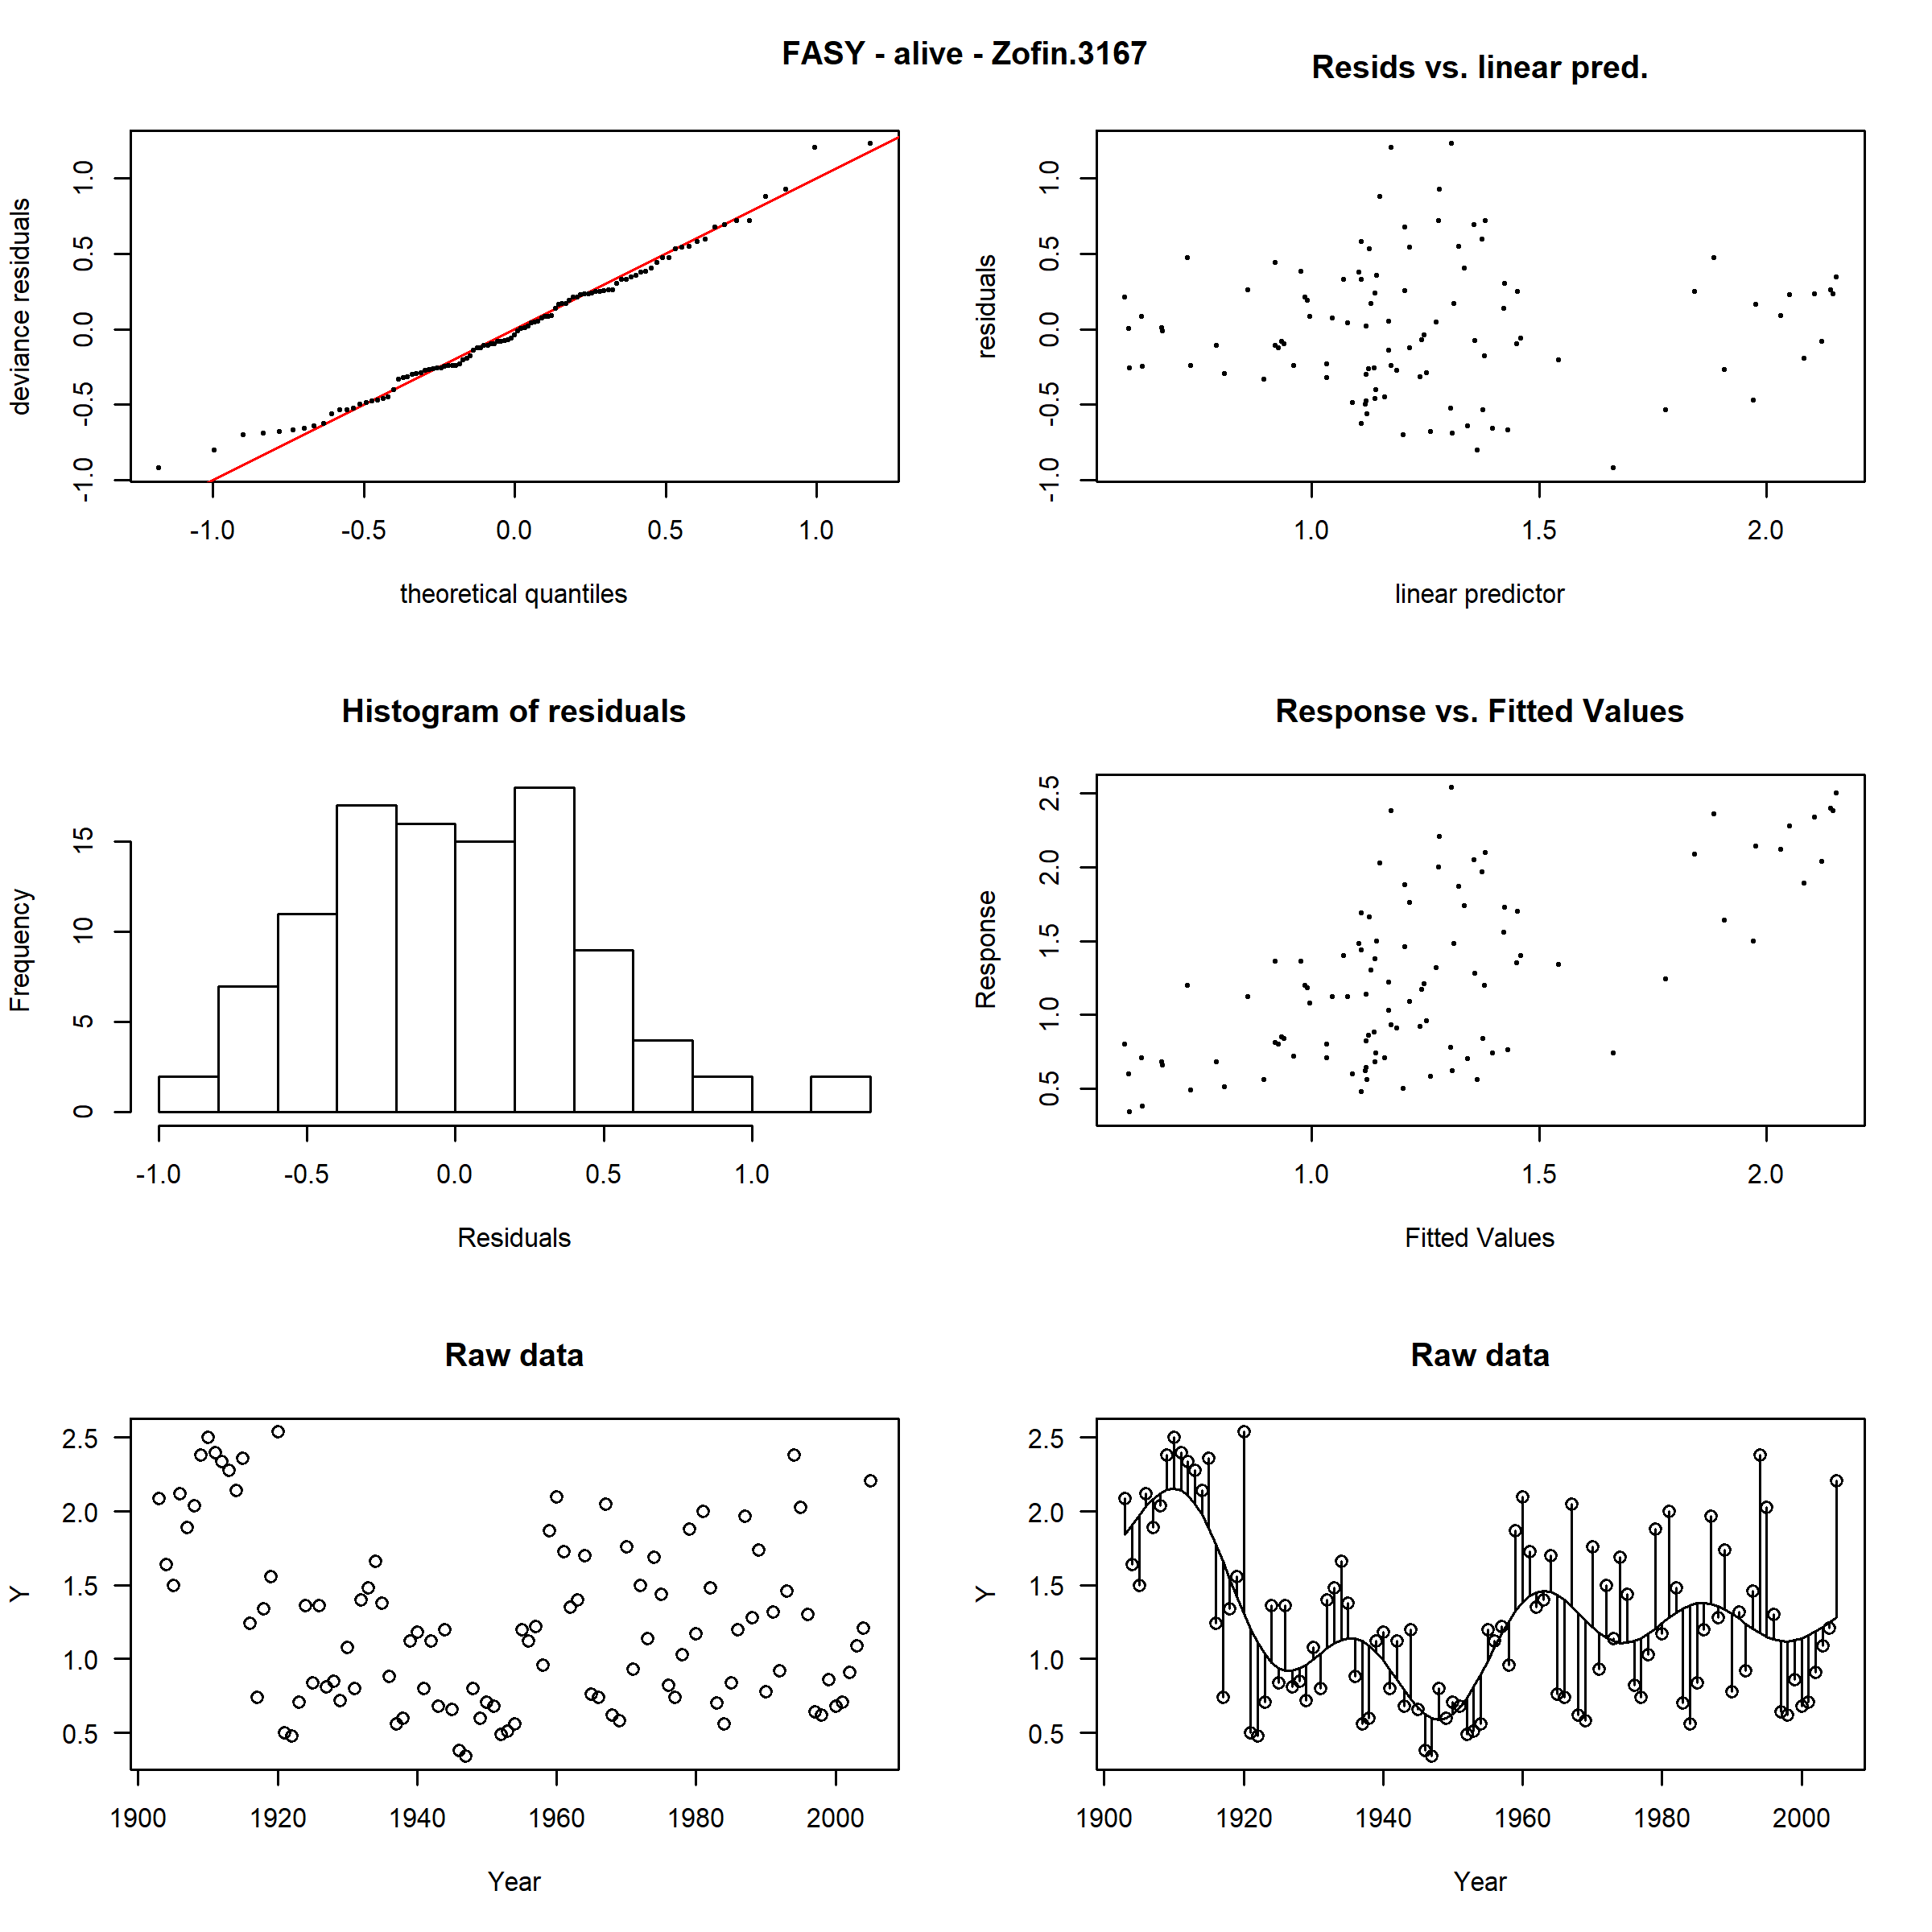 FASY - alive - Zofin.3167
Resids vs. linear pred.
deviance residuals
-1.0 -0.5 0.0 0.5 1.0
-1.0 -0.5 0.0 0.5 1.0
theoretical quantiles
residuals
-1.0 -0.5 0.0 0.5 1.0
1.0 1.5 2.0
linear predictor
Histogram of residuals
Frequency
0 5 10 15
-1.0 -0.5 0.0 0.5 1.0
Residuals
Response vs. Fitted Values
Response
0.5 1.0 1.5 2.0 2.5
1.0 1.5 2.0
Fitted Values
Raw data
Y
2.5
2.0
1.5
1.0
0.5
1900 1920 1940 1960 1980 2000
Year
Raw data
Y
2.5
2.0
1.5
1.0
0.5
1900 1920 1940 1960 1980 2000
Year